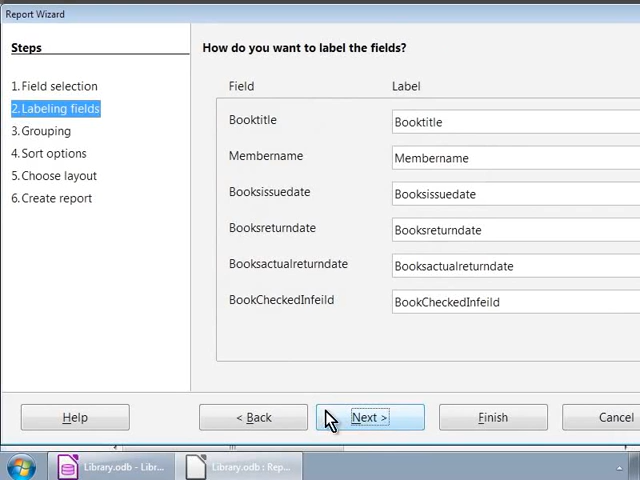 Report Wizard
Steps
How do you want to label the fields?
1.Field selection
2.Labeling fields
3.Grouping
4.Sort options
5.Choose layout
6.Create report
Field Label
Booktitle Booktitle
Membername Membername
Booksissuedate Booksissuedate
Booksreturndate Booksreturndate
Booksactualreturndate Booksactualreturndate
BookCheckedInfeild BookCheckedInfeild
Help < Back Next > Finish Cancel
Library.odb - Libr... Library.odb : Rep...